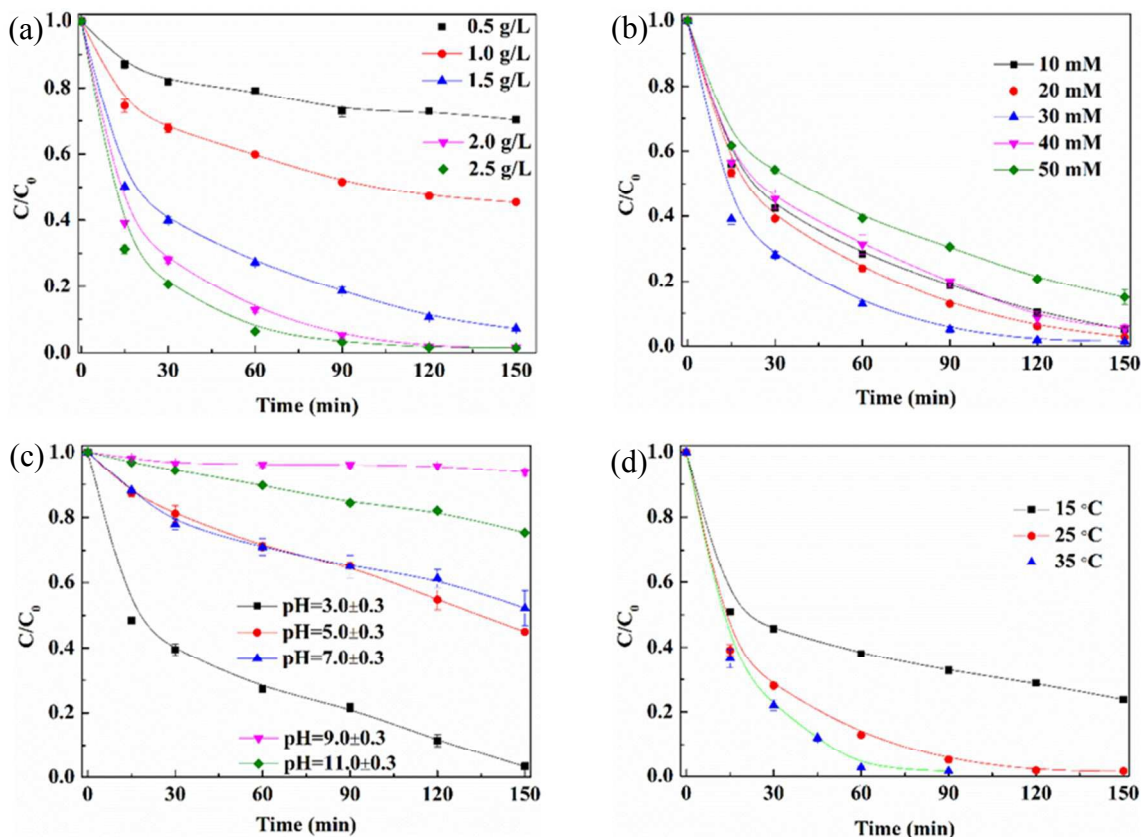 (a)
1.0
0.8
0.6
0.4
0.2
0.0
C/C₀
0.5 g/L
1.0 g/L
1.5 g/L
2.0 g/L
2.5 g/L
0 30 60 90 120 150
Time (min)
(b)
1.0
0.8
0.6
0.4
0.2
0.0
C/C₀
10 mM
20 mM
30 mM
40 mM
50 mM
0 30 60 90 120 150
Time (min)
(c)
1.0
0.8
0.6
0.4
0.2
0.0
C/C₀
pH=3.0±0.3
pH=5.0±0.3
pH=7.0±0.3
pH=9.0±0.3
pH=11.0±0.3
0 30 60 90 120 150
Time (min)
(d)
1.0
0.8
0.6
0.4
0.2
0.0
C/C₀
15 °C
25 °C
35 °C
0 30 60 90 120 150
Time (min)